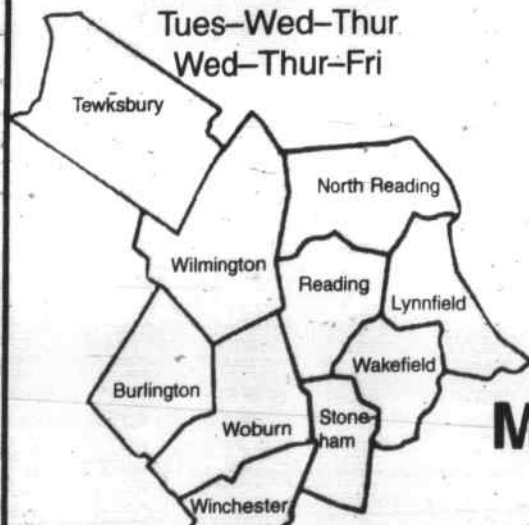 Tues–Wed–Thur
Wed–Thur–Fri
Tewksbury
North Reading
Wilmington
Reading
Lynnfield
Wakefield
Burlington
Stone-
ham
Woburn
M
Winchester